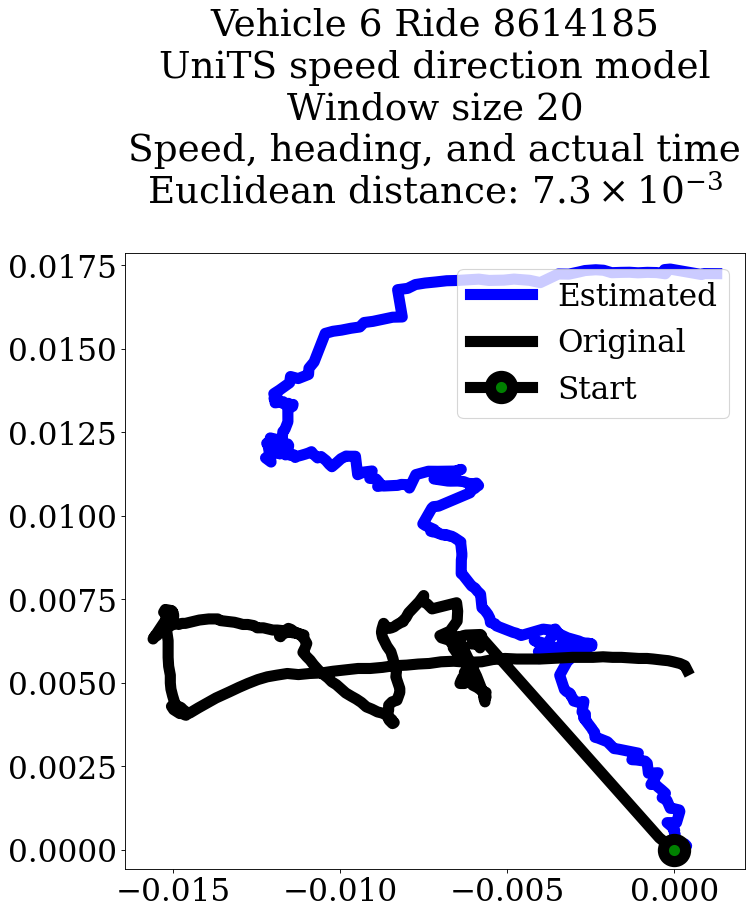 Vehicle 6 Ride 8614185
UniTS speed direction model
Window size 20
Speed, heading, and actual time
Euclidean distance: 7.3 × 10⁻³
0.0175
0.0150
0.0125
0.0100
0.0075
0.0050
0.0025
0.0000
Estimated
Original
Start
−0.015 −0.010 −0.005 0.000